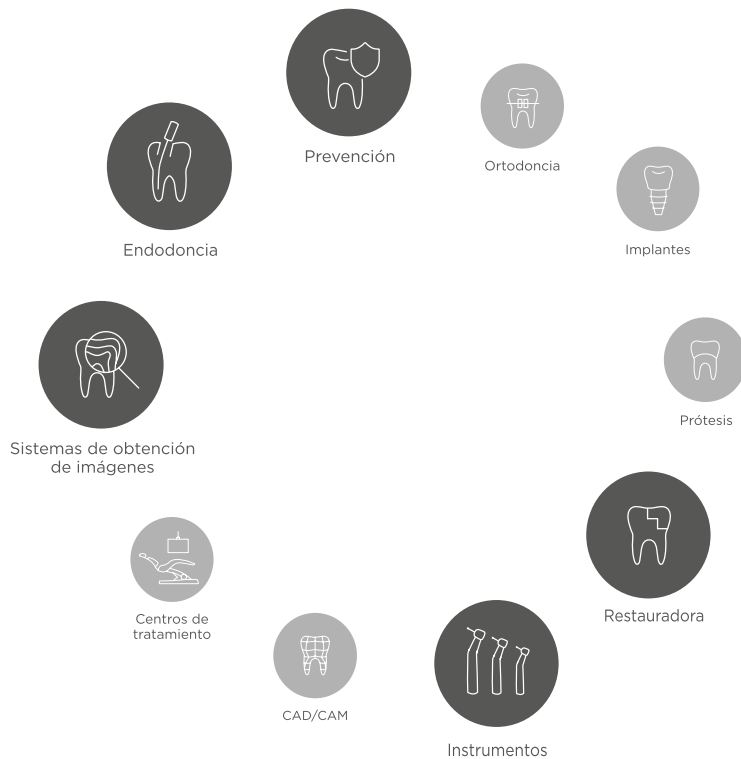 Prevención
Ortodoncia
Endodoncia
Implantes
Prótesis
Sistemas de obtención
de imágenes
Restauradora
Centros de
tratamiento
CAD/CAM
Instrumentos